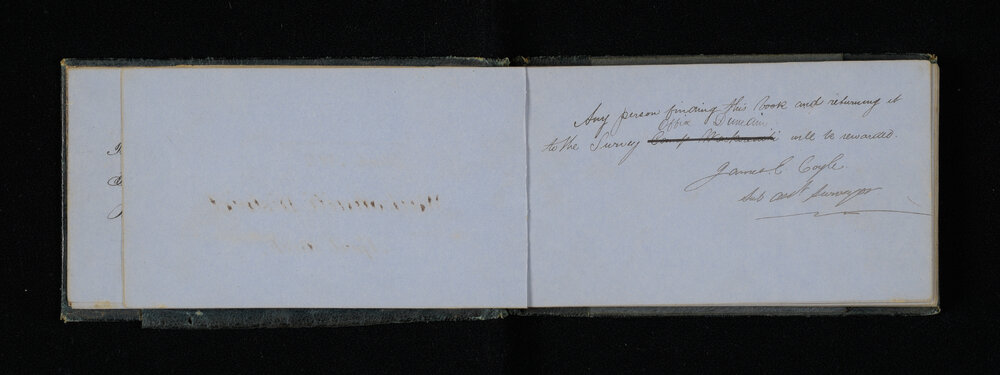 Any person finding this book and returning it
Office Dunedin
to the Survey Camp will be rewarded.
James C Coyle.
Sub Asst Surveyor